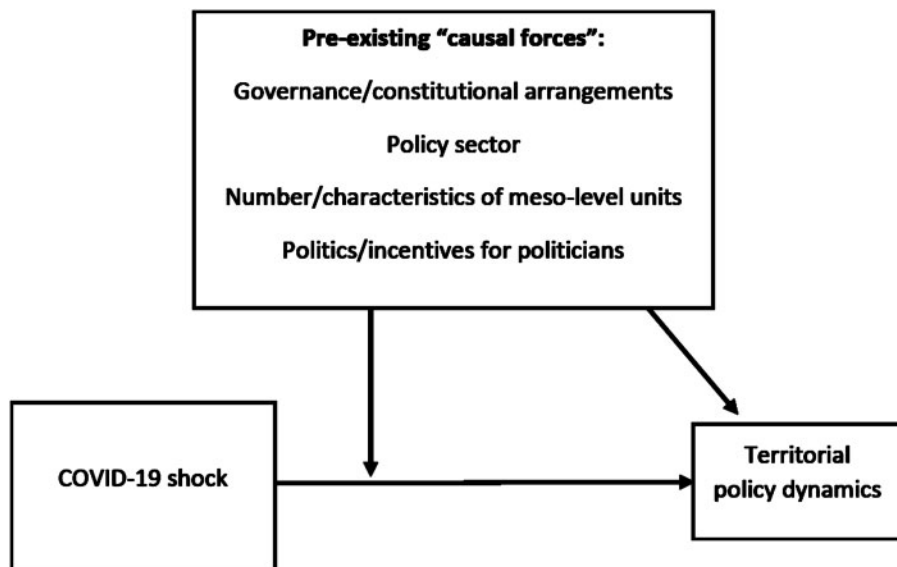 Pre-existing “causal forces”:
Governance/constitutional arrangements
Policy sector
Number/characteristics of meso-level units
Politics/incentives for politicians
COVID-19 shock
Territorial
policy dynamics